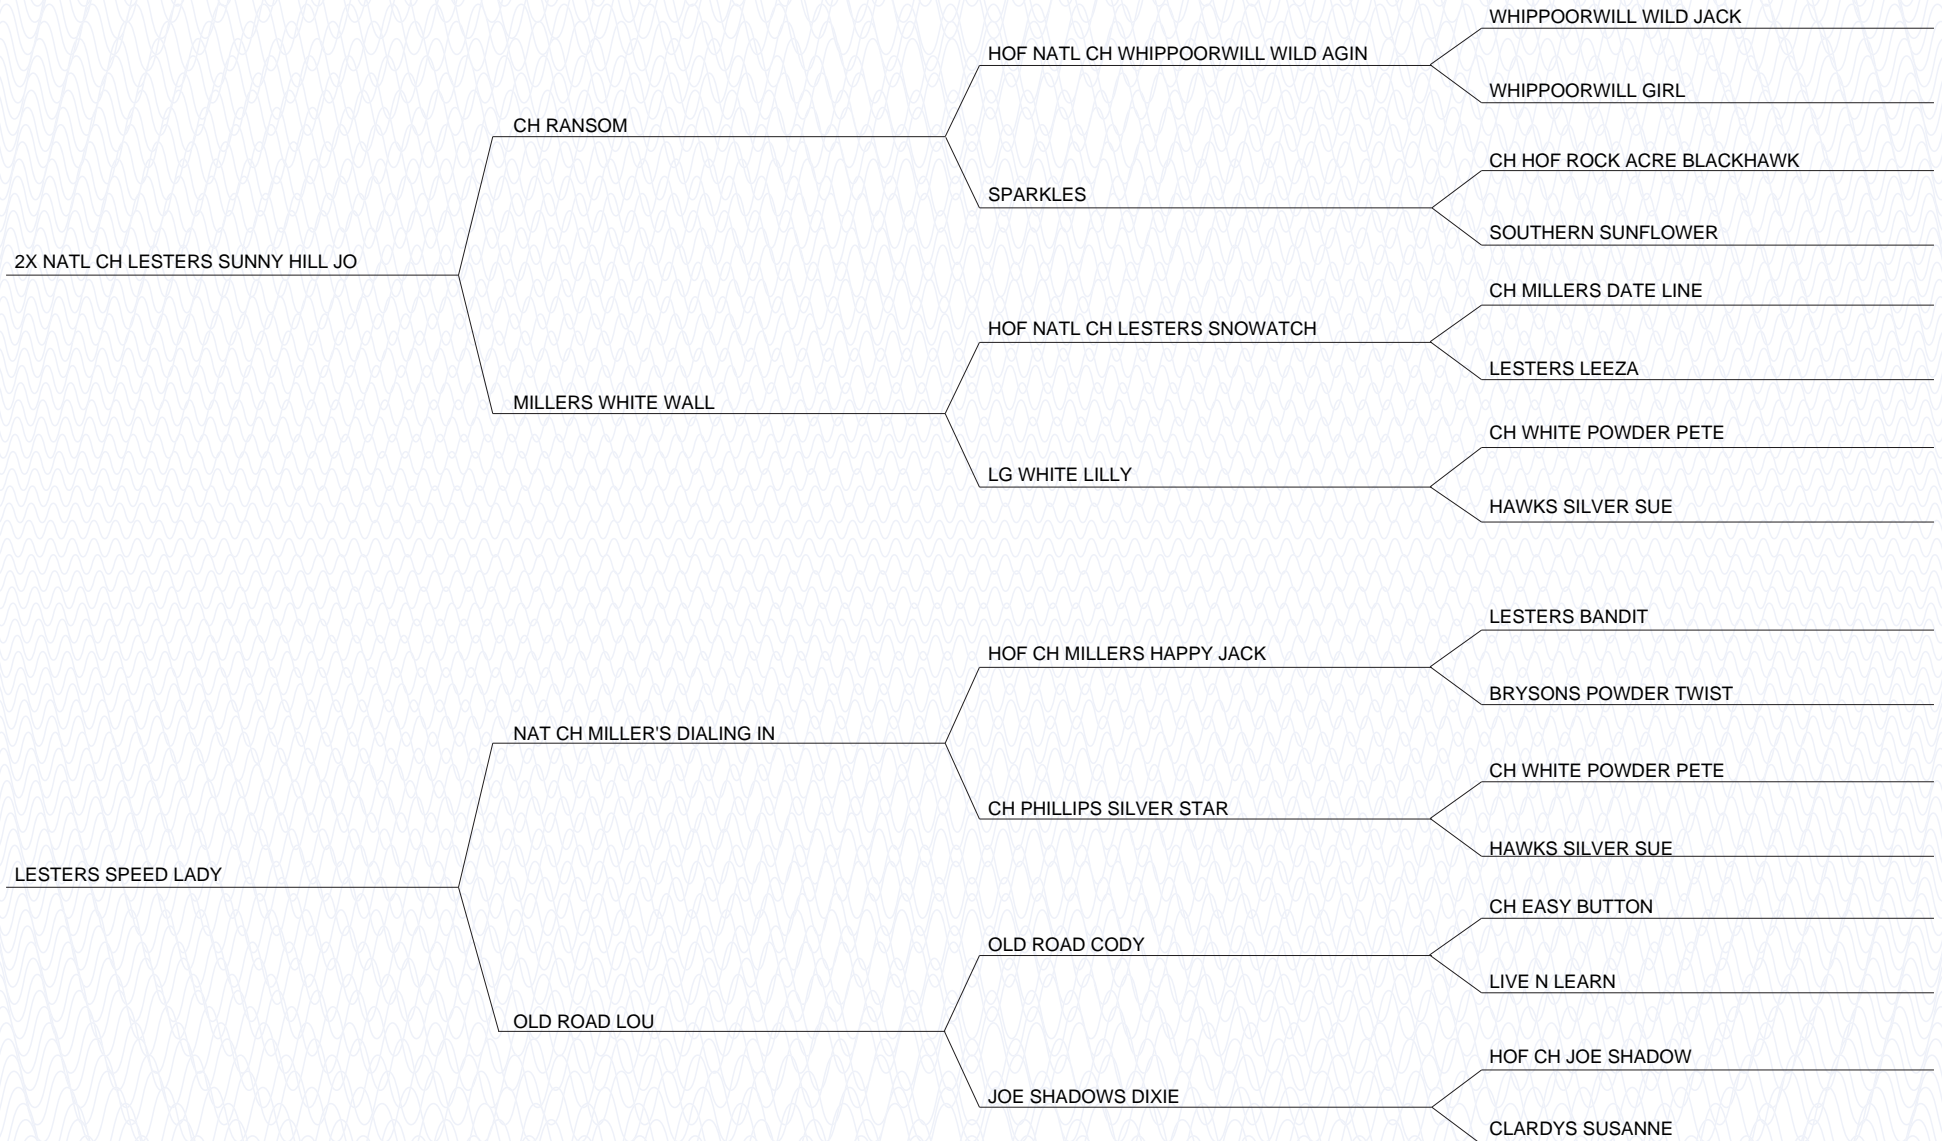 WHIPPOORWILL WILD JACK
HOF NATL CH WHIPPOORWILL WILD AGIN
WHIPPOORWILL GIRL
CH RANSOM
CH HOF ROCK ACRE BLACKHAWK
SPARKLES
SOUTHERN SUNFLOWER
2X NATL CH LESTERS SUNNY HILL JO
CH MILLERS DATE LINE
HOF NATL CH LESTERS SNOWATCH
LESTERS LEEZA
MILLERS WHITE WALL
CH WHITE POWDER PETE
LG WHITE LILLY
HAWKS SILVER SUE
LESTERS BANDIT
HOF CH MILLERS HAPPY JACK
BRYSONS POWDER TWIST
NAT CH MILLER'S DIALING IN
CH WHITE POWDER PETE
CH PHILLIPS SILVER STAR
HAWKS SILVER SUE
LESTERS SPEED LADY
CH EASY BUTTON
OLD ROAD CODY
LIVE N LEARN
OLD ROAD LOU
HOF CH JOE SHADOW
JOE SHADOWS DIXIE
CLARDYS SUSANNE